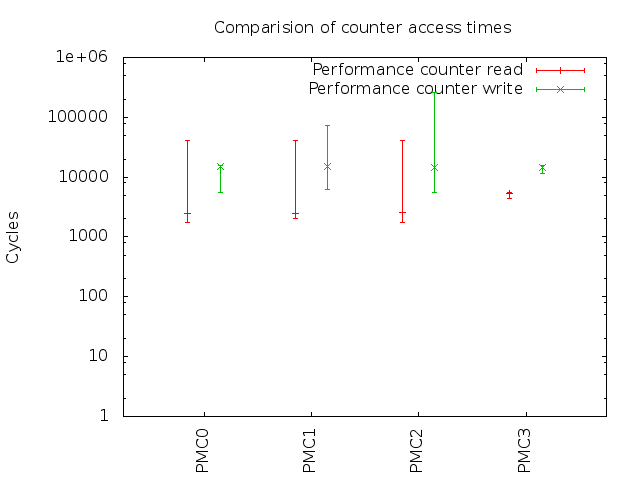 Comparision of counter access times
1e+06
Performance counter read
Performance counter write
100000
10000
1000
100
10
1
Cycles
PMC0
PMC1
PMC2
PMC3